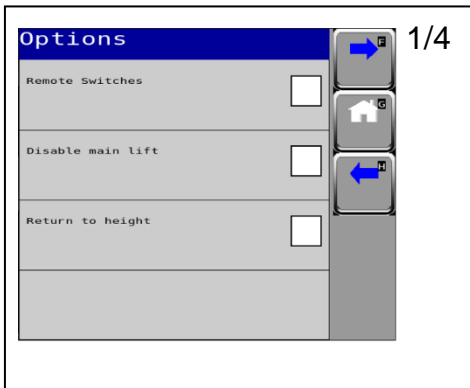 Options
F
1/4
Remote Switches
G
Disable main lift
H
Return to height